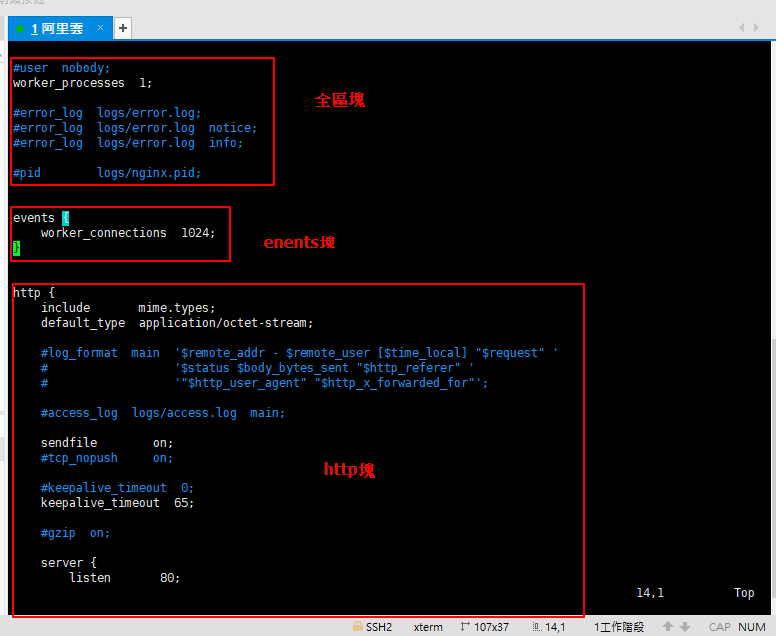 1 阿里雲 × +
#user  nobody;
worker_processes  1;
全區塊
#error_log  logs/error.log;
#error_log  logs/error.log  notice;
#error_log  logs/error.log  info;
#pid        logs/nginx.pid;
events {
    worker_connections  1024;
}
enents塊
http {
    include       mime.types;
    default_type  application/octet-stream;
    #log_format  main  '$remote_addr - $remote_user [$time_local] "$request" '
    #                  '$status $body_bytes_sent "$http_referer" '
    #                  '"$http_user_agent" "$http_x_forwarded_for"';
    #access_log  logs/access.log  main;
    sendfile        on;
    #tcp_nopush     on;
http塊
    #keepalive_timeout  0;
    keepalive_timeout  65;
    #gzip  on;
    server {
        listen       80;
14,1 Top
SSH2 xterm 107x37 14,1 1工作階段 CAP NUM